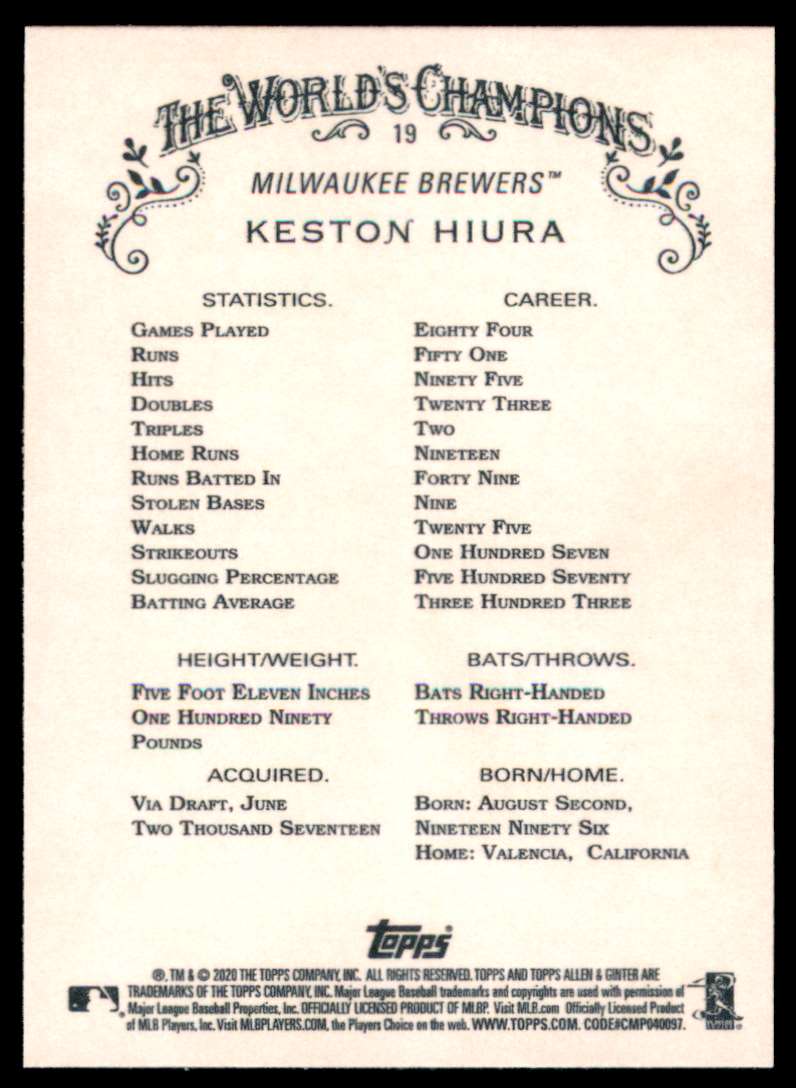 THE WORLD'S CHAMPIONS
19
MILWAUKEE BREWERS™
KESTON HIURA
STATISTICS. CAREER.
GAMES PLAYED EIGHTY FOUR
RUNS FIFTY ONE
HITS NINETY FIVE
DOUBLES TWENTY THREE
TRIPLES TWO
HOME RUNS NINETEEN
RUNS BATTED IN FORTY NINE
STOLEN BASES NINE
WALKS TWENTY FIVE
STRIKEOUTS ONE HUNDRED SEVEN
SLUGGING PERCENTAGE FIVE HUNDRED SEVENTY
BATTING AVERAGE THREE HUNDRED THREE
HEIGHT/WEIGHT.
FIVE FOOT ELEVEN INCHES
ONE HUNDRED NINETY
POUNDS
BATS/THROWS.
BATS RIGHT-HANDED
THROWS RIGHT-HANDED
ACQUIRED.
VIA DRAFT, JUNE
TWO THOUSAND SEVENTEEN
BORN/HOME.
BORN: AUGUST SECOND,
NINETEEN NINETY SIX
HOME: VALENCIA, CALIFORNIA
topps
®, TM & © 2020 THE TOPPS COMPANY, INC. ALL RIGHTS RESERVED. TOPPS AND TOPPS ALLEN & GINTER ARE
TRADEMARKS OF THE TOPPS COMPANY, INC. Major League Baseball trademarks and copyrights are used with permission of
Major League Baseball Properties, Inc. OFFICIALLY LICENSED PRODUCT OF MLBP. Visit MLB.com Officially Licensed Product
of MLB Players, Inc. Visit MLBPLAYERS.COM, the Players Choice on the web. WWW.TOPPS.COM. CODE#CMP040097.